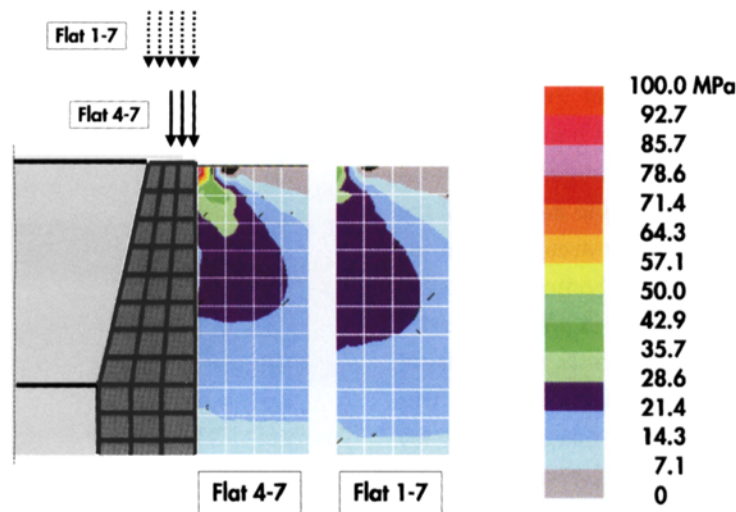 Flat 1-7
Flat 4-7
100.0 MPa
92.7
85.7
78.6
71.4
64.3
57.1
50.0
42.9
35.7
28.6
21.4
14.3
7.1
0
Flat 4-7
Flat 1-7